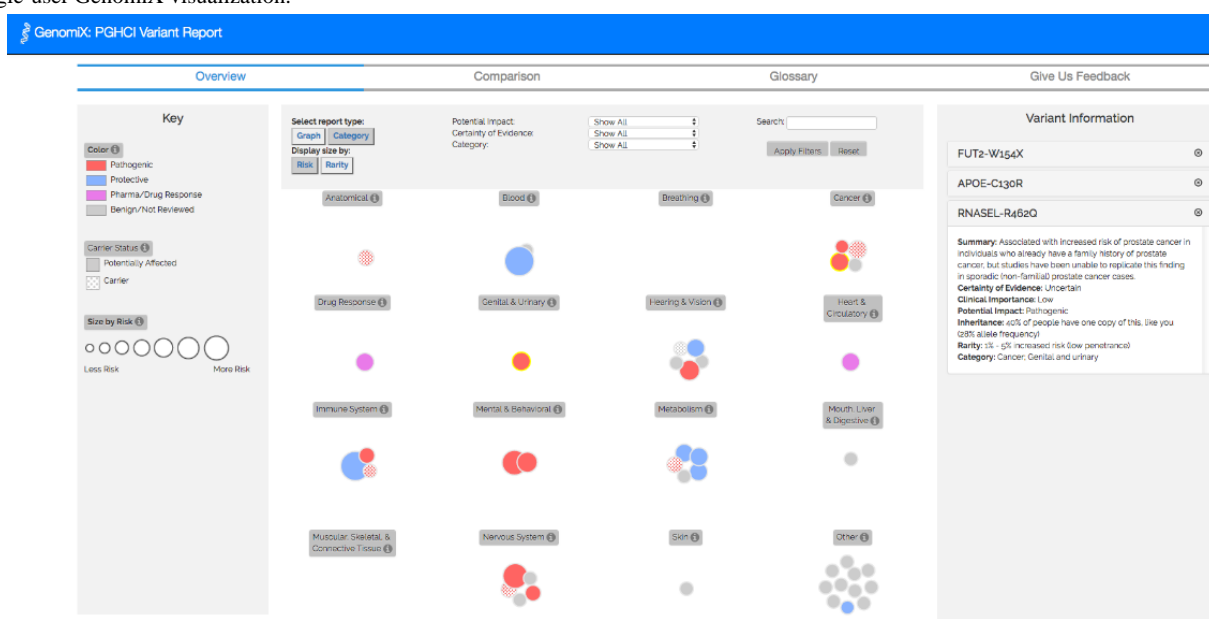 gle-user GenomiX visualization.
GenomiX: PGHCI Variant Report
Overview
Comparison
Glossary
Give Us Feedback
Key
Color
Pathogenic
Protective
Pharma/Drug Response
Benign/Not Reviewed
Carrier Status
Potentially Affected
Carrier
Size by Risk
Less Risk More Risk
Select report type:
Graph Category
Display size by:
Risk Rarity
Potential Impact: Show All
Certainty of Evidence: Show All
Category: Show All
Search:
Apply Filters Reset
Anatomical Blood Breathing Cancer
Drug Response Genital & Urinary Hearing & Vision Heart &
Circulatory
Immune System Mental & Behavioral Metabolism Mouth, Liver
& Digestive
Muscular, Skeletal, &
Connective Tissue
Nervous System Skin Other
Variant Information
FUT2-W154X
APOE-C130R
RNASEL-R462Q
Summary: Associated with increased risk of prostate cancer in
individuals who already have a family history of prostate
cancer, but studies have been unable to replicate this finding
in sporadic (non-familial) prostate cancer cases.
Certainty of Evidence: Uncertain
Clinical Importance: Low
Potential Impact: Pathogenic
Inheritance: 40% of people have one copy of this, like you
(28% allele frequency)
Rarity: 1% - 5% increased risk (low penetrance)
Category: Cancer; Genital and urinary